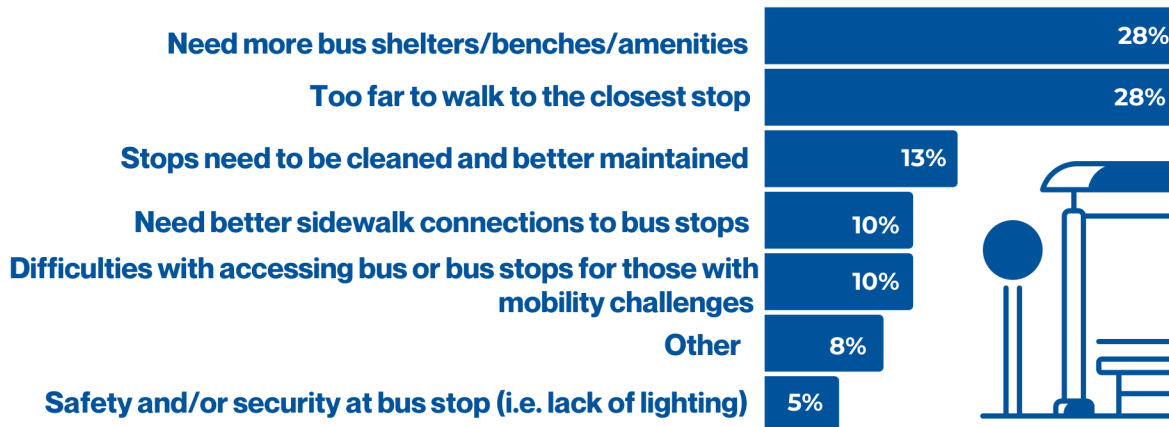 Need more bus shelters/benches/amenities 28%
Too far to walk to the closest stop 28%
Stops need to be cleaned and better maintained 13%
Need better sidewalk connections to bus stops 10%
Difficulties with accessing bus or bus stops for those with
mobility challenges 10%
Other 8%
Safety and/or security at bus stop (i.e. lack of lighting) 5%